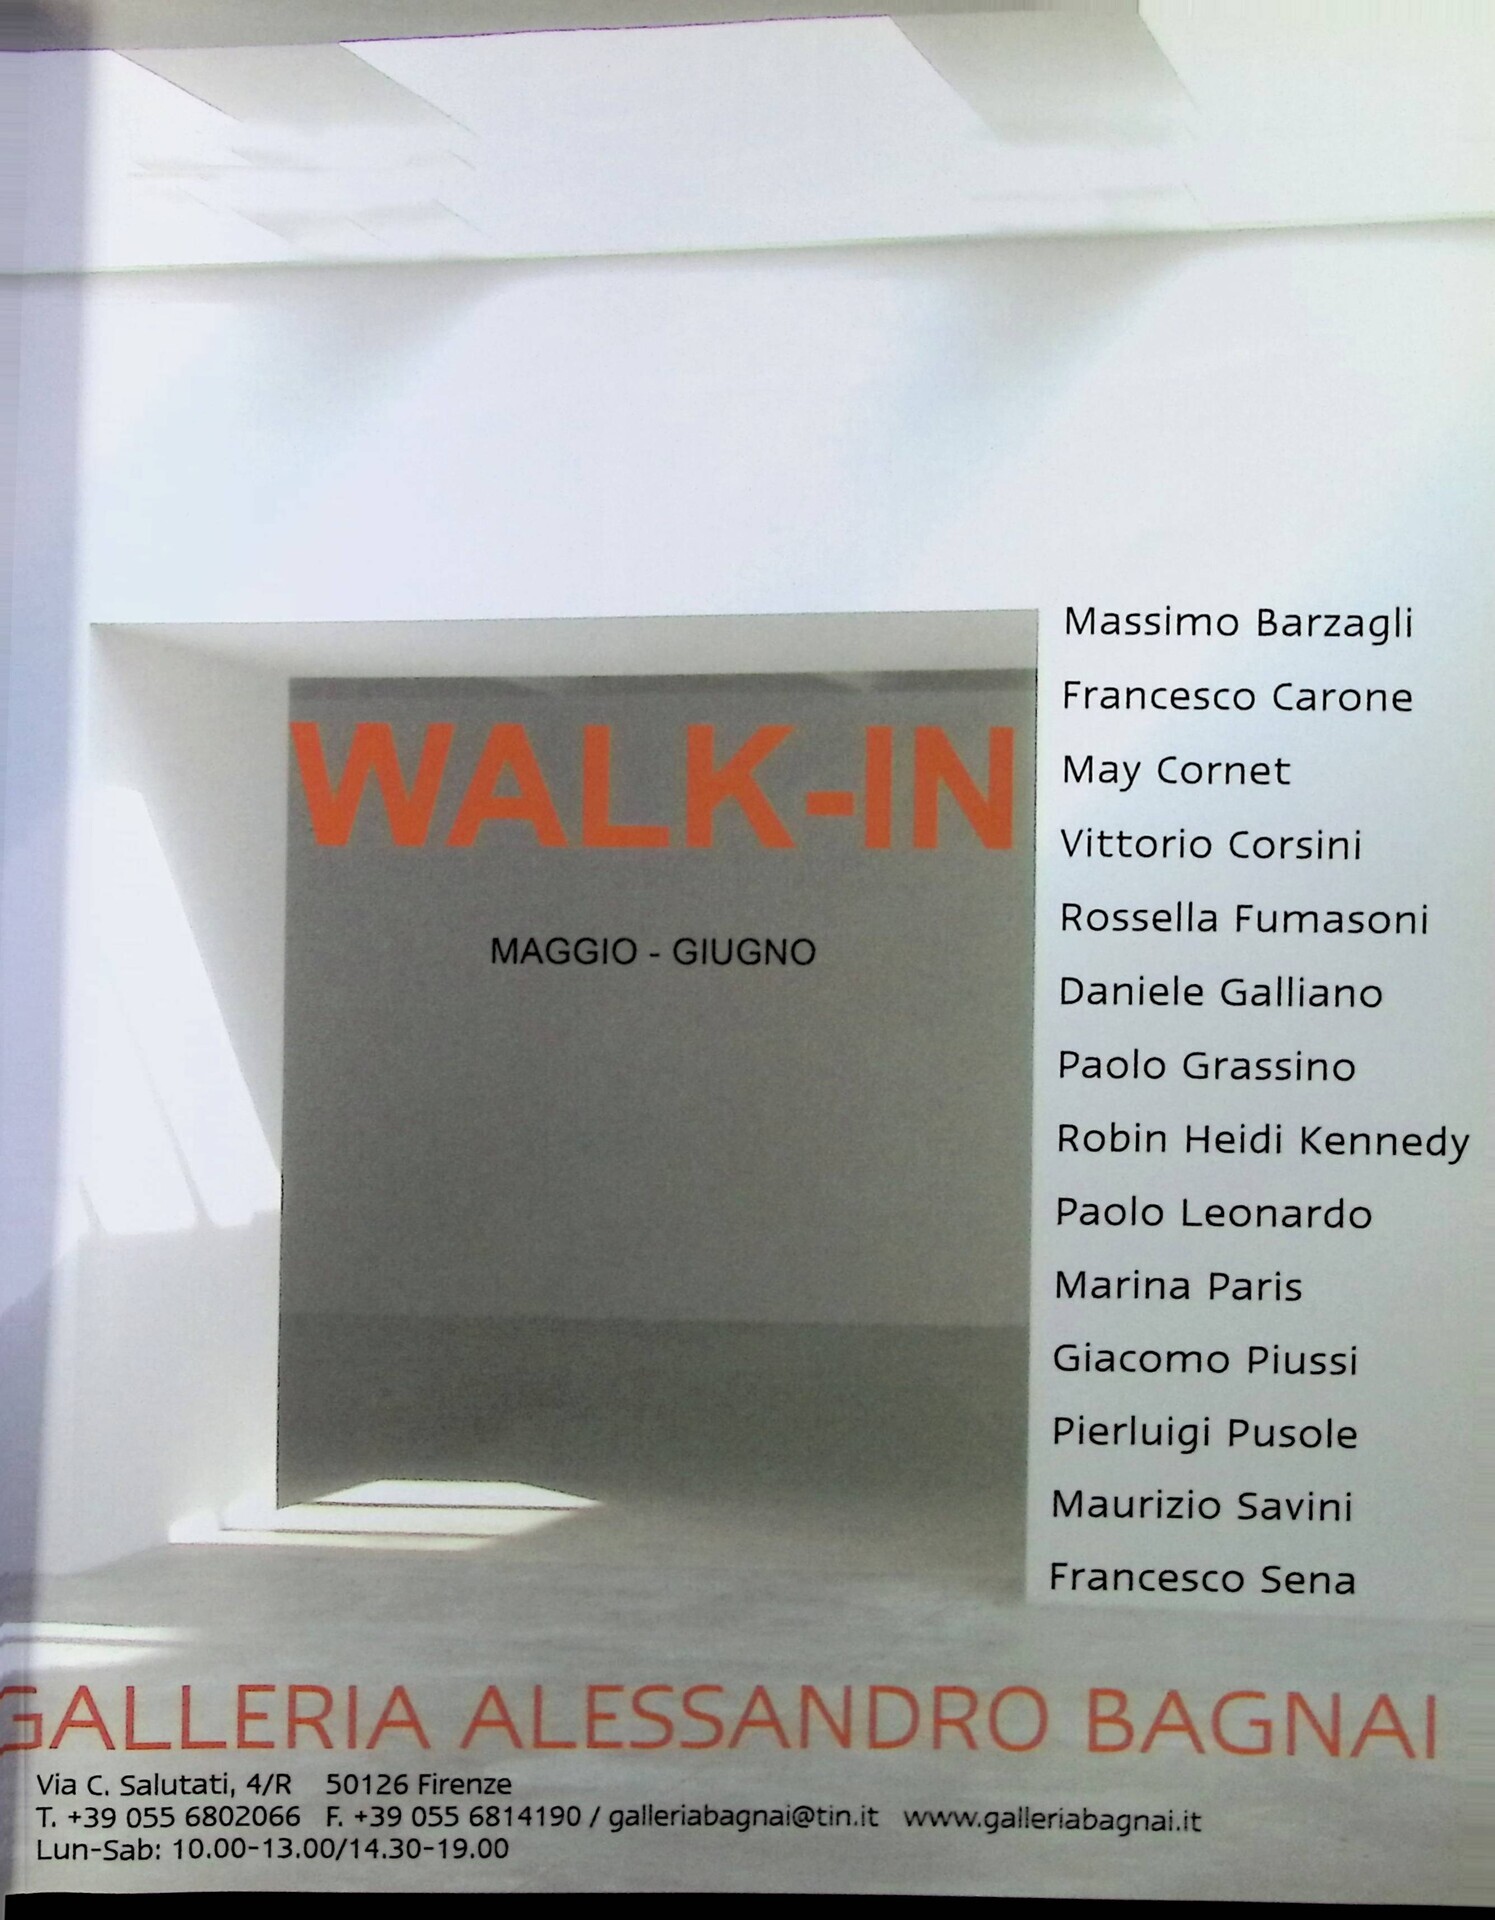 WALK-IN
MAGGIO - GIUGNO
Massimo Barzagli
Francesco Carone
May Cornet
Vittorio Corsini
Rossella Fumasoni
Daniele Galliano
Paolo Grassino
Robin Heidi Kennedy
Paolo Leonardo
Marina Paris
Giacomo Piussi
Pierluigi Pusole
Maurizio Savini
Francesco Sena
GALLERIA ALESSANDRO BAGNAI
Via C. Salutati, 4/R 50126 Firenze
T. +39 055 6802066 F. +39 055 6814190 / galleriabagnai@tin.it www.galleriabagnai.it
Lun-Sab: 10.00-13.00/14.30-19.00